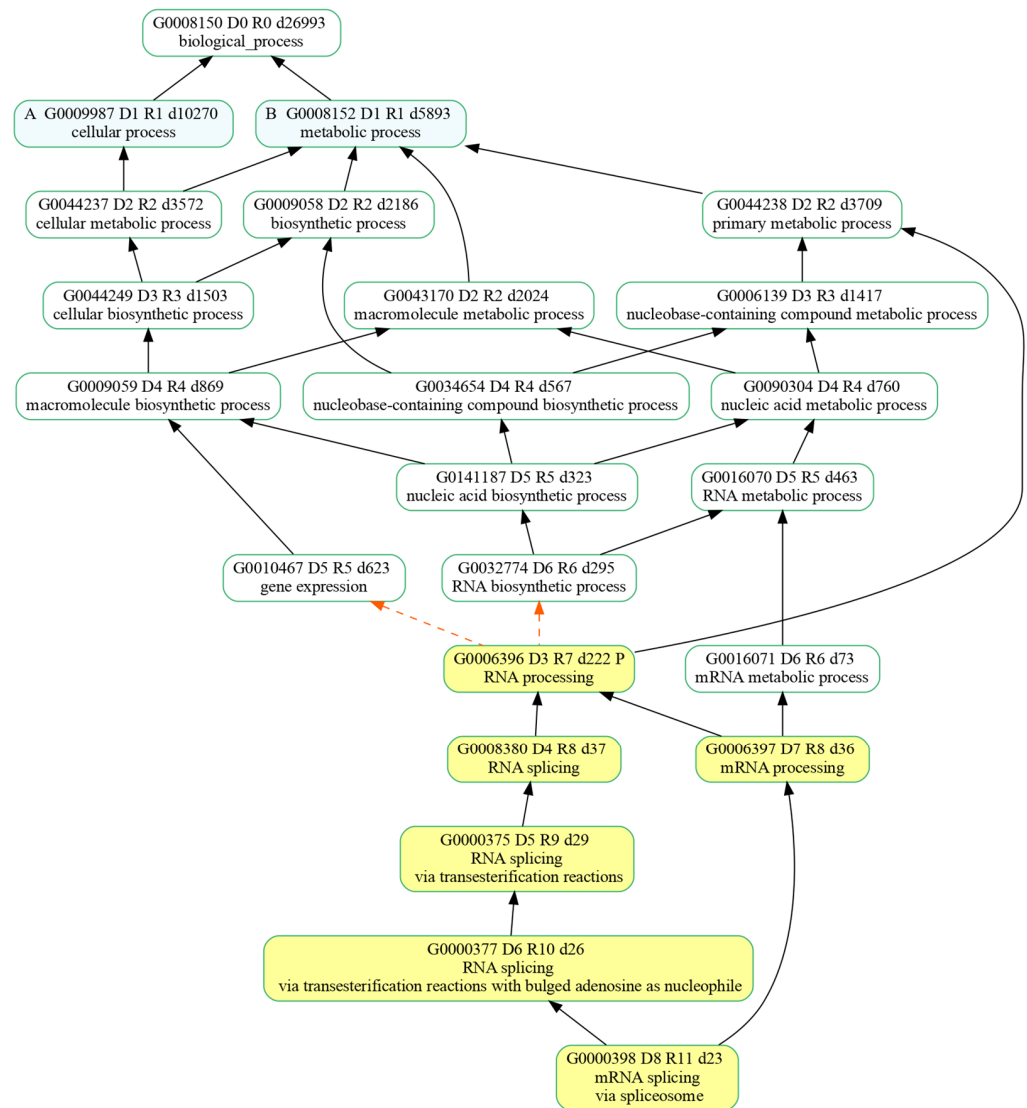 G0008150 D0 R0 d26993
biological_process
A G0009987 D1 R1 d10270
cellular process
B G0008152 D1 R1 d5893
metabolic process
G0044237 D2 R2 d3572
cellular metabolic process
G0009058 D2 R2 d2186
biosynthetic process
G0044238 D2 R2 d3709
primary metabolic process
G0044249 D3 R3 d1503
cellular biosynthetic process
G0043170 D2 R2 d2024
macromolecule metabolic process
G0006139 D3 R3 d1417
nucleobase-containing compound metabolic process
G0009059 D4 R4 d869
macromolecule biosynthetic process
G0034654 D4 R4 d567
nucleobase-containing compound biosynthetic process
G0090304 D4 R4 d760
nucleic acid metabolic process
G0141187 D5 R5 d323
nucleic acid biosynthetic process
G0016070 D5 R5 d463
RNA metabolic process
G0010467 D5 R5 d623
gene expression
G0032774 D6 R6 d295
RNA biosynthetic process
G0006396 D3 R7 d222 P
RNA processing
G0016071 D6 R6 d73
mRNA metabolic process
G0008380 D4 R8 d37
RNA splicing
G0006397 D7 R8 d36
mRNA processing
G0000375 D5 R9 d29
RNA splicing
via transesterification reactions
G0000377 D6 R10 d26
RNA splicing
via transesterification reactions with bulged adenosine as nucleophile
G0000398 D8 R11 d23
mRNA splicing
via spliceosome